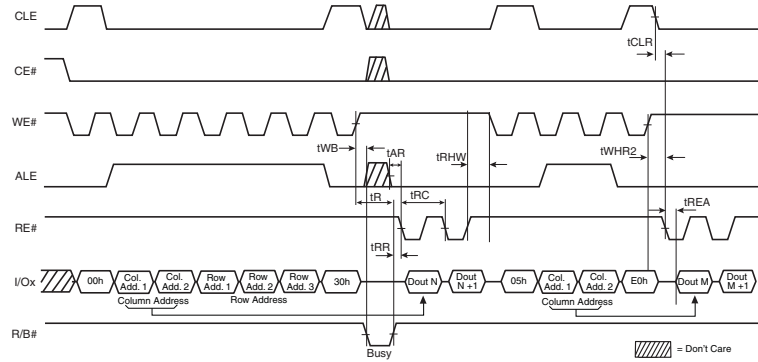 CLE
tCLR
CE#
WE#
tWB
tAR
tRHW
tWHR2
ALE
tR
tRC
tREA
RE#
tRR
I/Ox
00h
Col. Add. 1
Col. Add. 2
Row Add. 1
Row Add. 2
Row Add. 3
30h
Dout N
Dout N +1
05h
Col. Add. 1
Col. Add. 2
E0h
Dout M
Dout M +1
Column Address
Row Address
Column Address
R/B#
Busy
= Don't Care